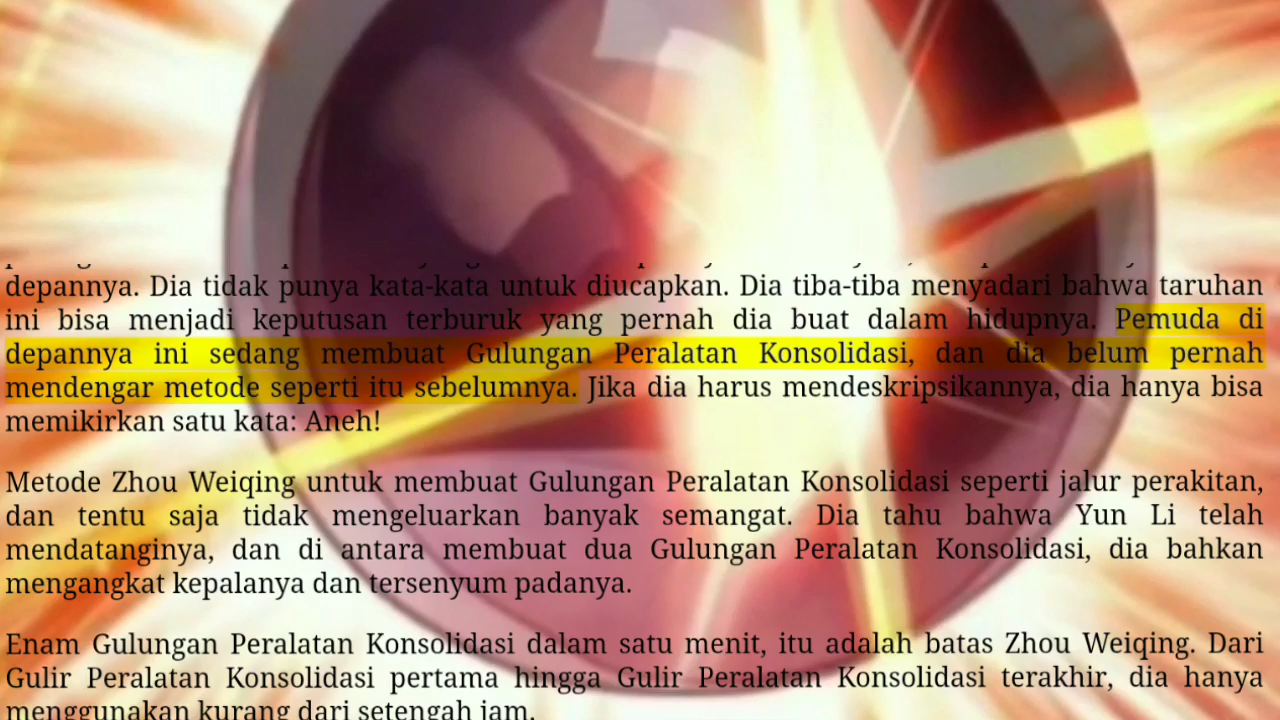 depannya. Dia tidak punya kata-kata untuk diucapkan. Dia tiba-tiba menyadari bahwa taruhan
ini bisa menjadi keputusan terburuk yang pernah dia buat dalam hidupnya. Pemuda di
depannya ini sedang membuat Gulungan Peralatan Konsolidasi, dan dia belum pernah
mendengar metode seperti itu sebelumnya. Jika dia harus mendeskripsikannya, dia hanya bisa
memikirkan satu kata: Aneh!
Metode Zhou Weiqing untuk membuat Gulungan Peralatan Konsolidasi seperti jalur perakitan,
dan tentu saja tidak mengeluarkan banyak semangat. Dia tahu bahwa Yun Li telah
mendatanginya, dan di antara membuat dua Gulungan Peralatan Konsolidasi, dia bahkan
mengangkat kepalanya dan tersenyum padanya.
Enam Gulungan Peralatan Konsolidasi dalam satu menit, itu adalah batas Zhou Weiqing. Dari
Gulir Peralatan Konsolidasi pertama hingga Gulir Peralatan Konsolidasi terakhir, dia hanya
menggunakan kurang dari setengah jam.